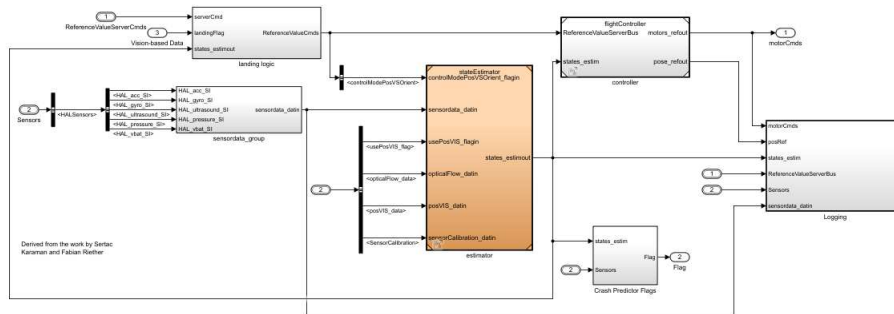 1
ReferenceValueServerCmds
3
Vision-based Data
serverCmd
landingFlag
states_estimout
ReferenceValueCmds
landing logic
flightController
ReferenceValueServerBus
motors_refout
states_estim
pose_refout
controller
1
motorCmds
<controlModePosVSOrient>
stateEstimator
controlModePosVSOrient_flagin
sensordata_datin
usePosVIS_flagin
states_estimout
opticalFlow_datin
posVIS_datin
sensorCalibration_datin
estimator
2
Sensors
<HALSensors>
<HAL_acc_SI>
<HAL_gyro_SI>
<HAL_ultrasound_SI>
<HAL_pressure_SI>
<HAL_vbat_SI>
HAL_acc_SI
HAL_gyro_SI
HAL_ultrasound_SI
HAL_pressure_SI
HAL_vbat_SI
sensordata_datin
sensordata_group
2
<usePosVIS_flag>
<opticalFlow_data>
<posVIS_data>
<SensorCalibration>
motorCmds
posRef
states_estim
1
ReferenceValueServerBus
2
Sensors
sensordata_datin
Logging
states_estim
Flag
2
Sensors
Crash Predictor Flags
2
Flag
Derived from the work by Sertac
Karaman and Fabian Riether